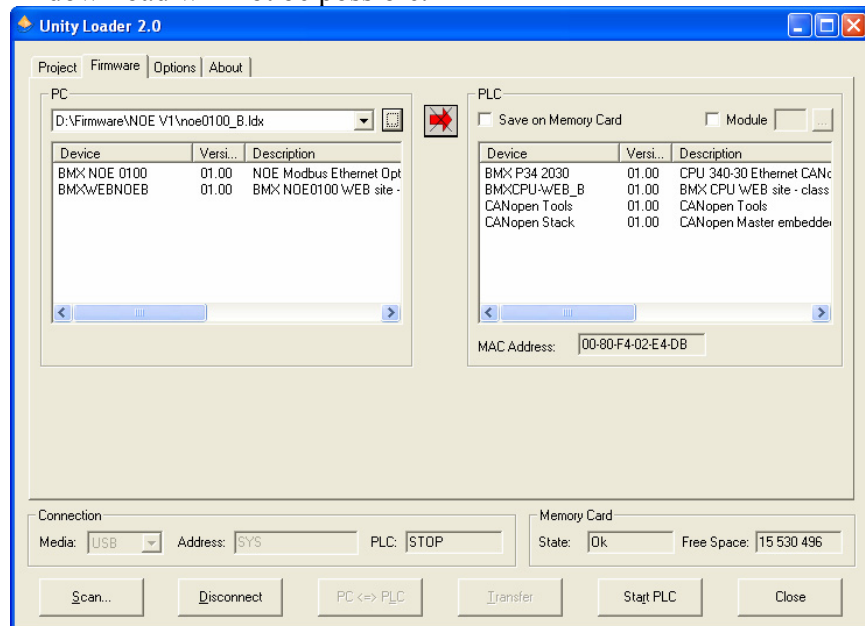 Unity Loader 2.0
Project Firmware Options About
PC
D:\Firmware\NOE V1\noe0100_B.ldx
Device Versi... Description
BMX NOE 0100 01.00 NOE Modbus Ethernet Opt
BMXWEBNOEB 01.00 BMX NOE0100 WEB site -
PLC
Save on Memory Card Module ...
Device Versi... Description
BMX P34 2030 01.00 CPU 340-30 Ethernet CANo
BMXCPU-WEB_B 01.00 BMX CPU WEB site - class
CANopen Tools 01.00 CANopen Tools
CANopen Stack 01.00 CANopen Master embedde
MAC Address: 00-80-F4-02-E4-DB
Connection
Media: USB Address: SYS PLC: STOP
Memory Card
State: Ok Free Space: 15 530 496
Scan... Disconnect PC <=> PLC Transfer Start PLC Close